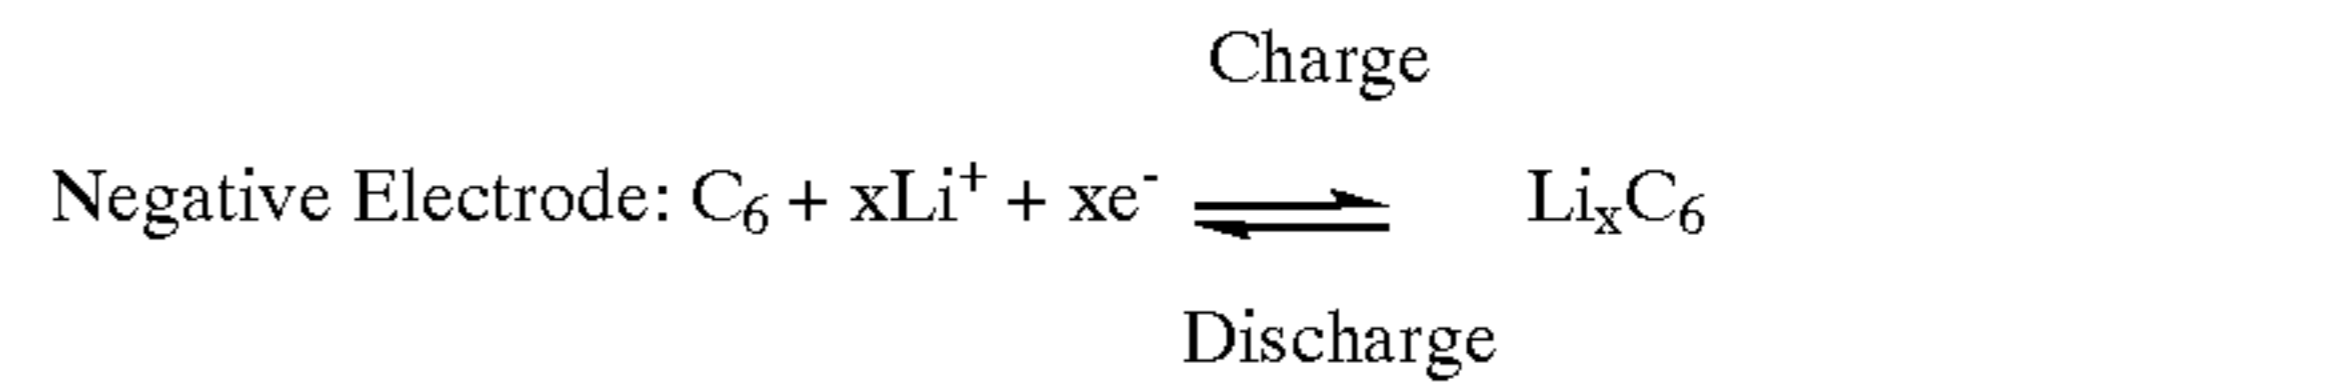 Charge
Negative Electrode: C₆ + xLi⁺ + xe⁻ ⇌ LiₓC₆
Discharge